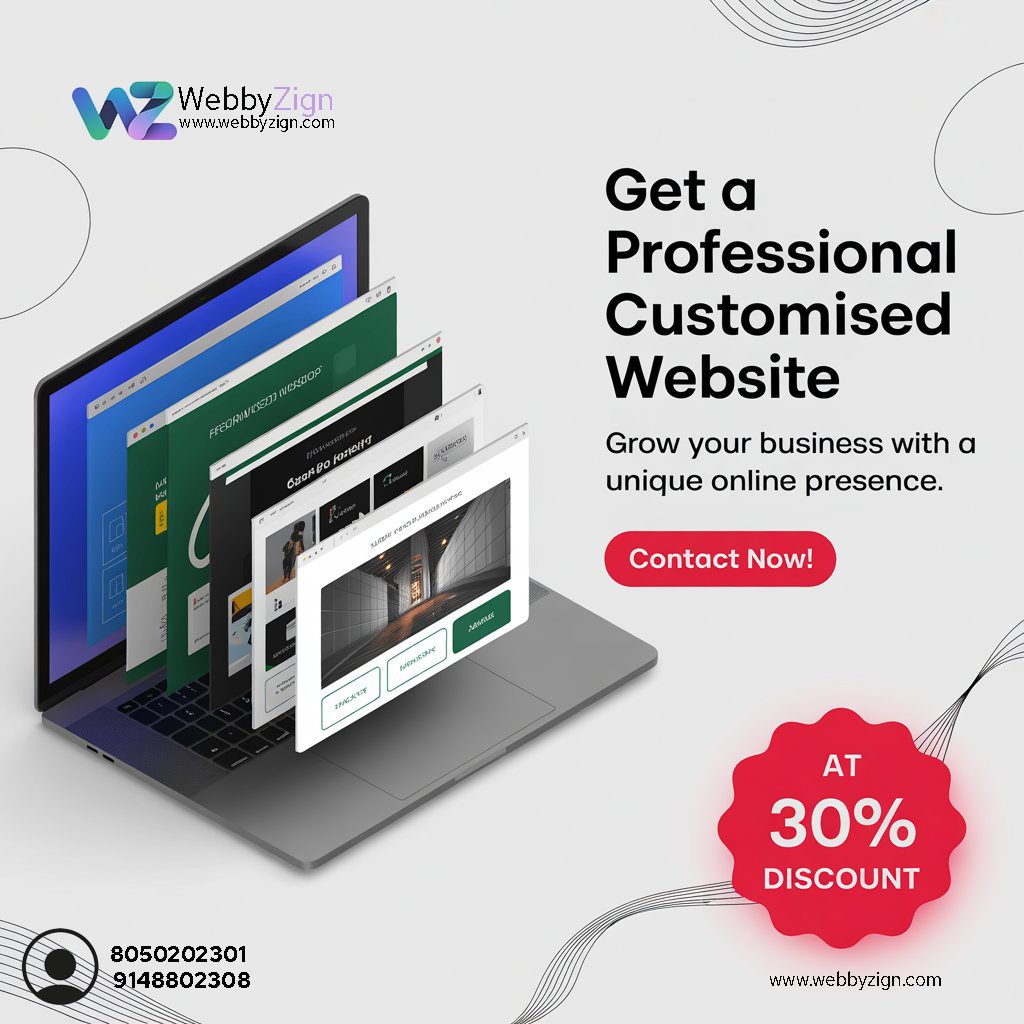 WebbyZign
www.webbyzign.com
Get a
Professional
Customised
Website
Grow your business with a
unique online presence.
Contact Now!
AT
30%
DISCOUNT
8050202301
9148802308
www.webbyzign.com